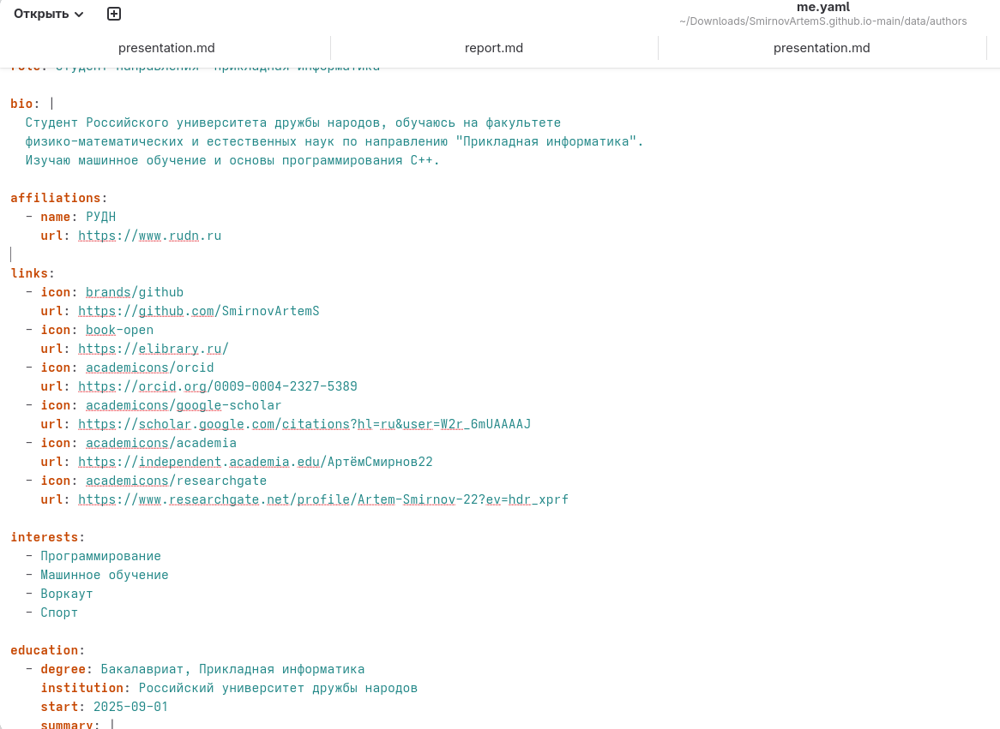 Открыть
me.yaml
~/Downloads/SmirnovArtemS.github.io-main/data/authors
presentation.md
report.md
presentation.md
role: Студент направления "Прикладная информатика"
bio: |
Студент Российского университета дружбы народов, обучаюсь на факультете
физико-математических и естественных наук по направлению "Прикладная информатика".
Изучаю машинное обучение и основы программирования C++.
affiliations:
- name: РУДН
url: https://www.rudn.ru
links:
- icon: brands/github
url: https://github.com/SmirnovArtemS
- icon: book-open
url: https://elibrary.ru/
- icon: academicons/orcid
url: https://orcid.org/0009-0004-2327-5389
- icon: academicons/google-scholar
url: https://scholar.google.com/citations?hl=ru&user=W2r_6mUAAAAJ
- icon: academicons/academia
url: https://independent.academia.edu/АртёмСмирнов22
- icon: academicons/researchgate
url: https://www.researchgate.net/profile/Artem-Smirnov-22?ev=hdr_xprf
interests:
- Программирование
- Машинное обучение
- Воркаут
- Спорт
education:
- degree: Бакалавриат, Прикладная информатика
institution: Российский университет дружбы народов
start: 2025-09-01
summary: |